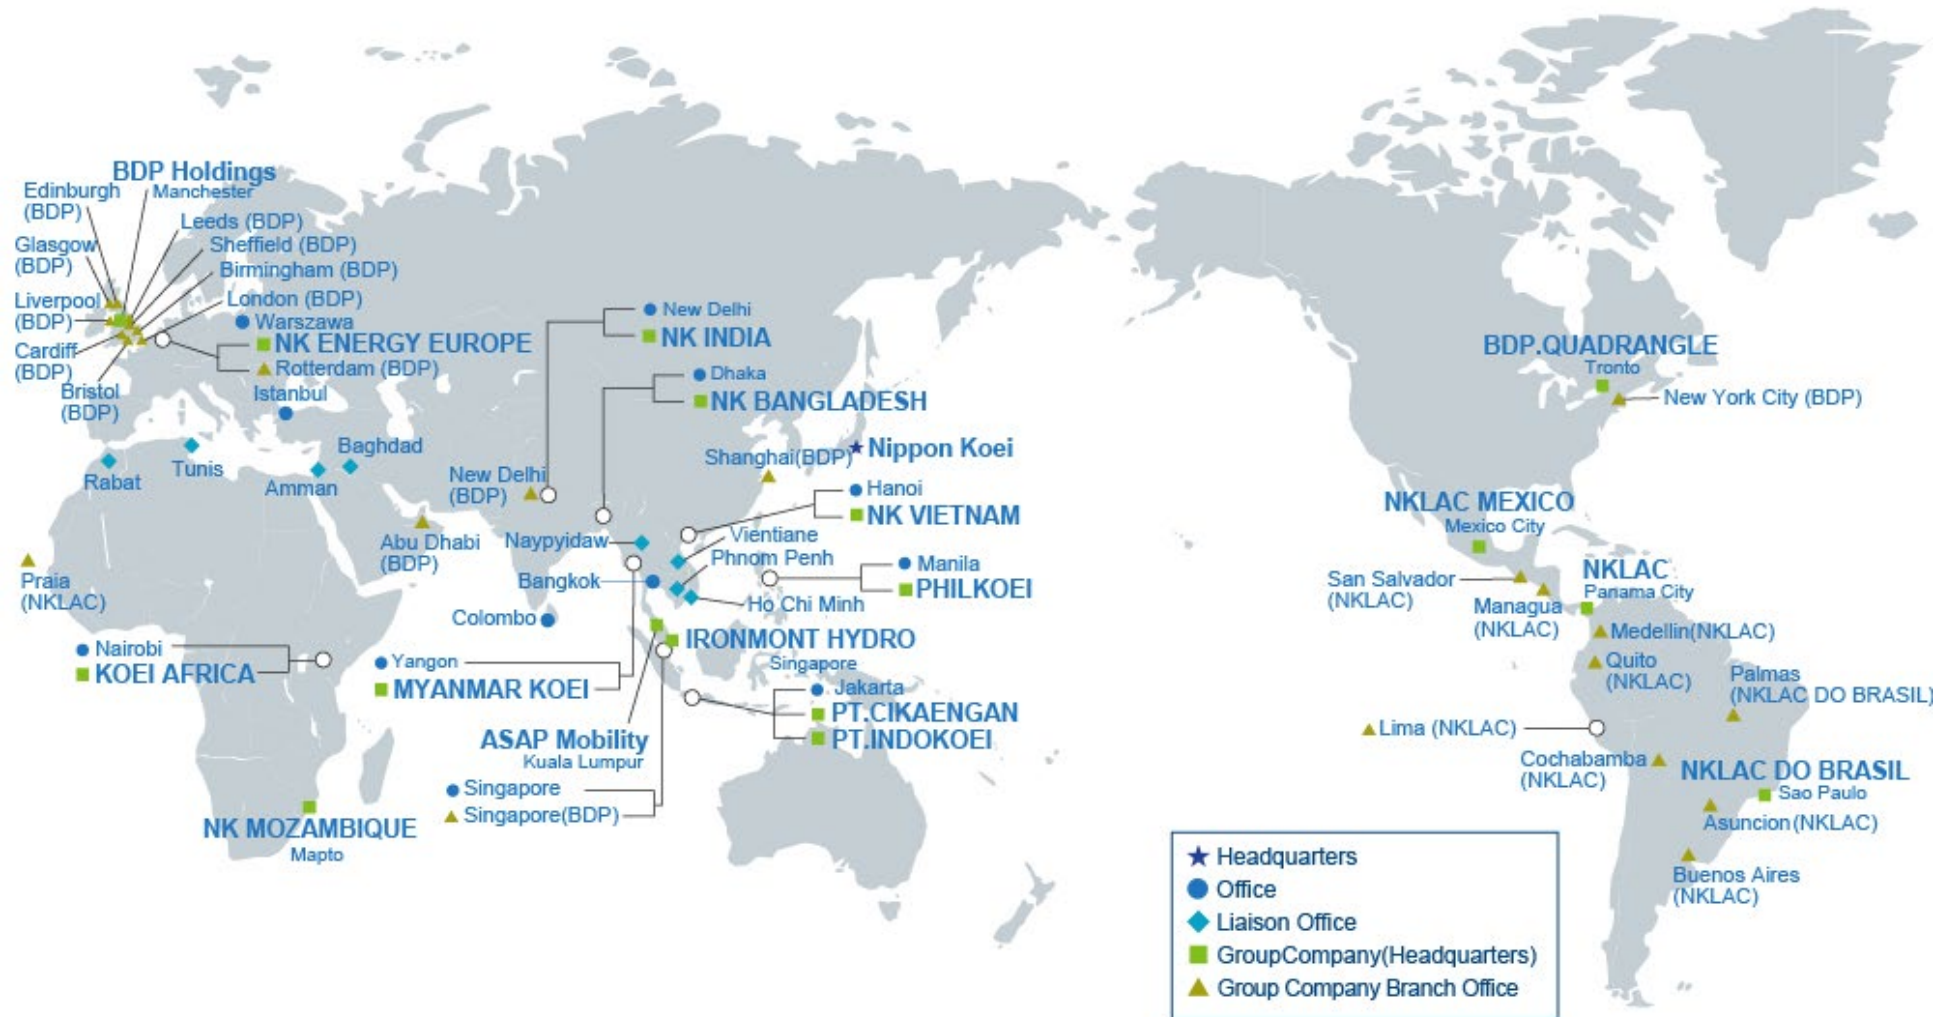 BDP Holdings
Manchester
Edinburgh
(BDP)
Leeds (BDP)
Glasgow
(BDP)
Sheffield (BDP)
Birmingham (BDP)
Liverpool
(BDP)
London (BDP)
Warszawa
NK ENERGY EUROPE
Cardiff
(BDP)
Rotterdam (BDP)
Bristol
(BDP)
Istanbul
Rabat
Tunis
Amman
Baghdad
Abu Dhabi
(BDP)
Praia
(NKLAC)
Nairobi
KOEI AFRICA
NK MOZAMBIQUE
Mapto
New Delhi
NK INDIA
Dhaka
NK BANGLADESH
New Delhi
(BDP)
Shanghai(BDP)
Nippon Koei
Hanoi
NK VIETNAM
Naypyidaw
Vientiane
Phnom Penh
Bangkok
Ho Chi Minh
Manila
PHILKOEI
Colombo
Yangon
MYANMAR KOEI
IRONMONT HYDRO
Singapore
Jakarta
PT.CIKAENGAN
PT.INDOKOEI
ASAP Mobility
Kuala Lumpur
Singapore
Singapore(BDP)
BDP.QUADRANGLE
Tronto
New York City (BDP)
NKLAC MEXICO
Mexico City
San Salvador
(NKLAC)
Managua
(NKLAC)
NKLAC
Panama City
Medellin(NKLAC)
Quito
(NKLAC)
Palmas
(NKLAC DO BRASIL)
Lima (NKLAC)
Cochabamba
(NKLAC)
NKLAC DO BRASIL
Sao Paulo
Asuncion(NKLAC)
Buenos Aires
(NKLAC)
Headquarters
Office
Liaison Office
GroupCompany(Headquarters)
Group Company Branch Office